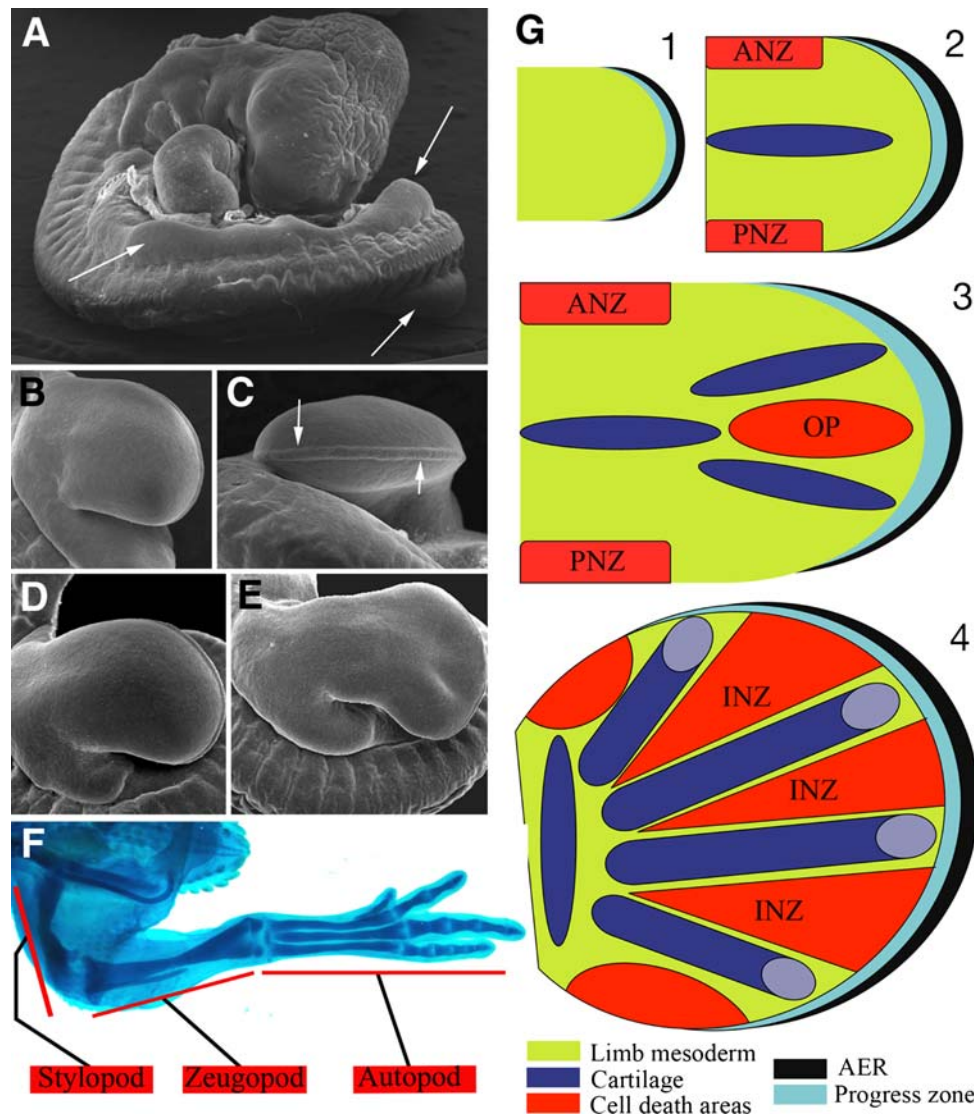 A
B
C
D
E
F
Stylopod
Zeugopod
Autopod
G
1
2
ANZ
PNZ
3
ANZ
OP
PNZ
4
INZ
INZ
INZ
Limb mesoderm
Cartilage
Cell death areas
AER
Progress zone